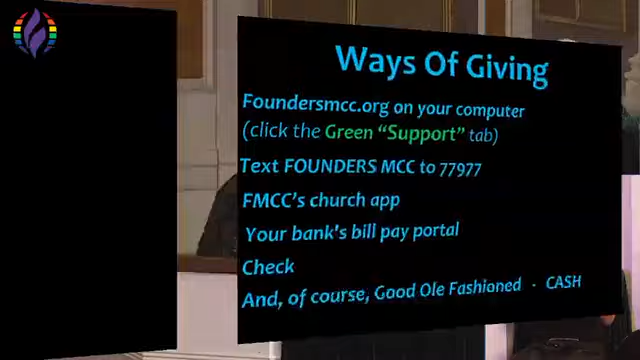 Ways Of Giving
Foundersmcc.org on your computer
(click the Green “Support” tab)
Text FOUNDERS MCC to 77977
FMCC’s church app
Your bank’s bill pay portal
Check
And, of course, Good Ole Fashioned - CASH